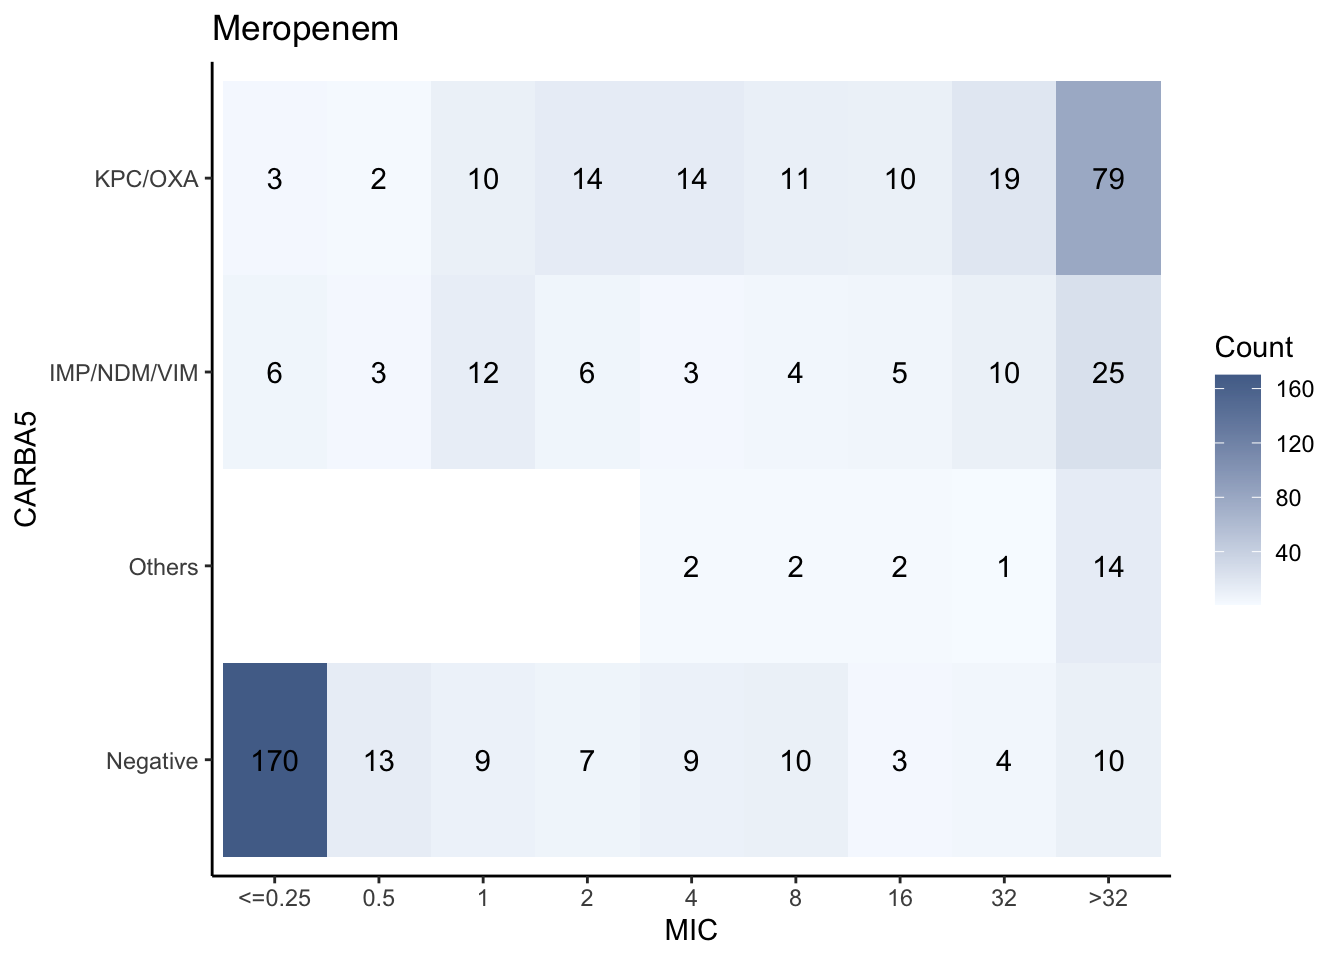 Meropenem
KPC/OXA 3 2 10 14 14 11 10 19 79
IMP/NDM/VIM 6 3 12 6 3 4 5 10 25
Others 2 2 2 1 14
Negative 170 13 9 7 9 10 3 4 10
CARBA5
<=0.25 0.5 1 2 4 8 16 32 >32
MIC
Count
160
120
80
40